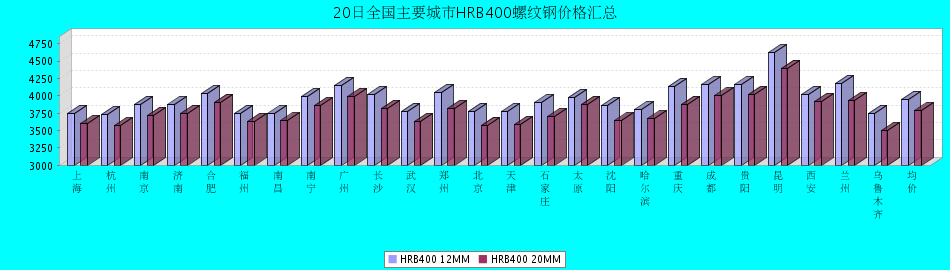 20日全国主要城市HRB400螺纹钢价格汇总
4750
4500
4250
4000
3750
3500
3250
3000
上海
杭州
南京
济南
合肥
福州
南昌
南宁
广州
长沙
武汉
郑州
北京
天津
石家庄
太原
沈阳
哈尔滨
重庆
成都
贵阳
昆明
西安
兰州
乌鲁木齐
均价
HRB400 12MM
HRB400 20MM